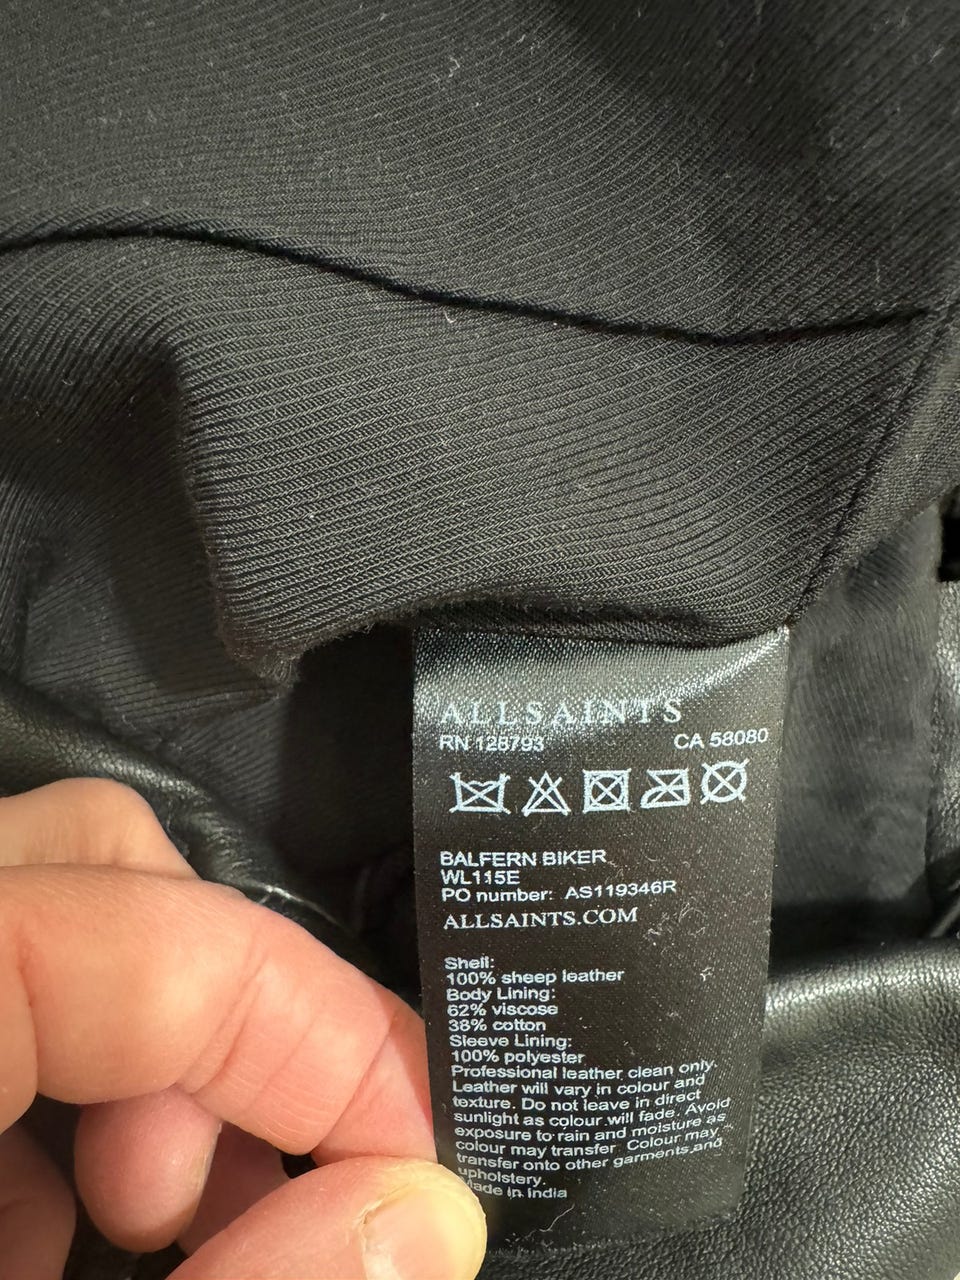 ALLSAINTS
RN 128793 CA 58080
BALFERN BIKER
WL115E
PO number: AS119346R
ALLSAINTS.COM
Shell:
100% sheep leather
Body Lining:
62% viscose
38% cotton
Sleeve Lining:
100% polyester
Professional leather clean only.
Leather will vary in colour and
texture. Do not leave in direct
sunlight as colour will fade. Avoid
exposure to rain and moisture as
colour may transfer. Colour may
transfer onto other garments and
upholstery.
Made in India